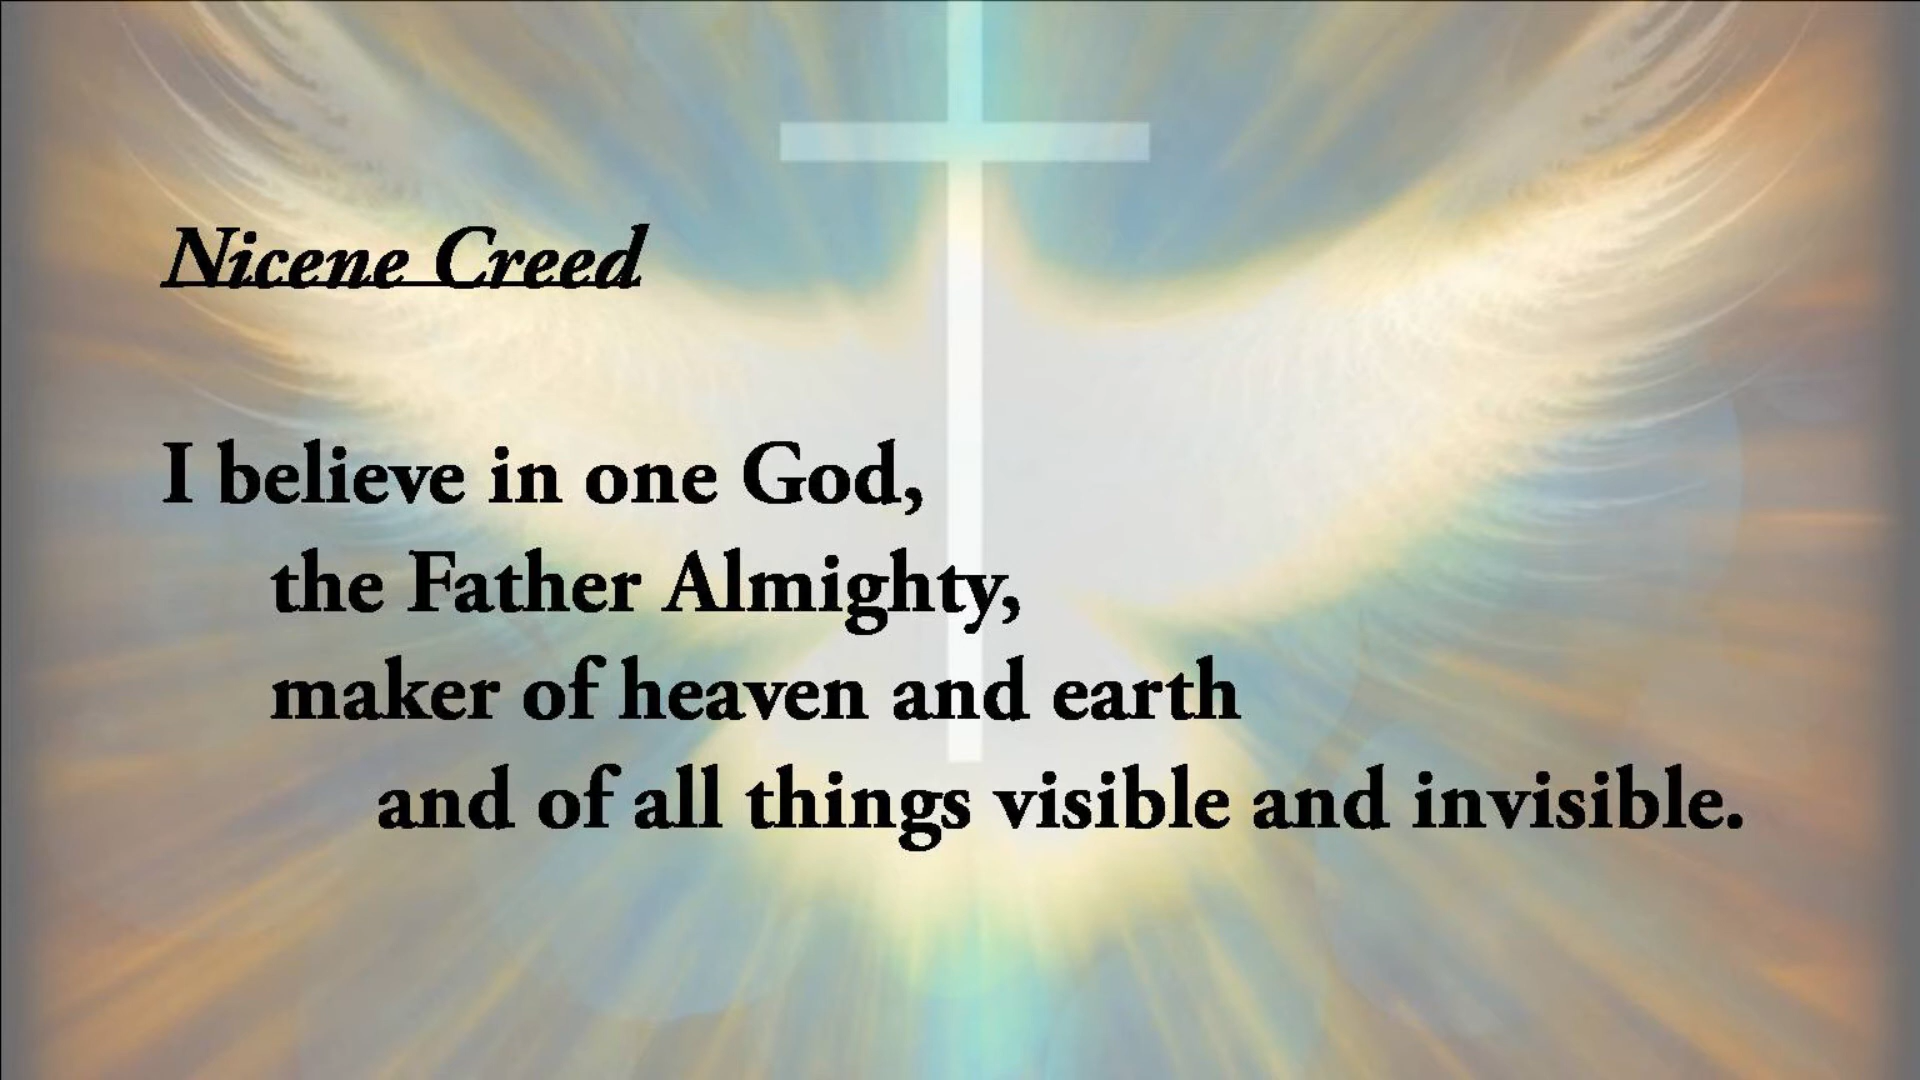 Nicene Creed
I believe in one God,
the Father Almighty,
maker of heaven and earth
and of all things visible and invisible.